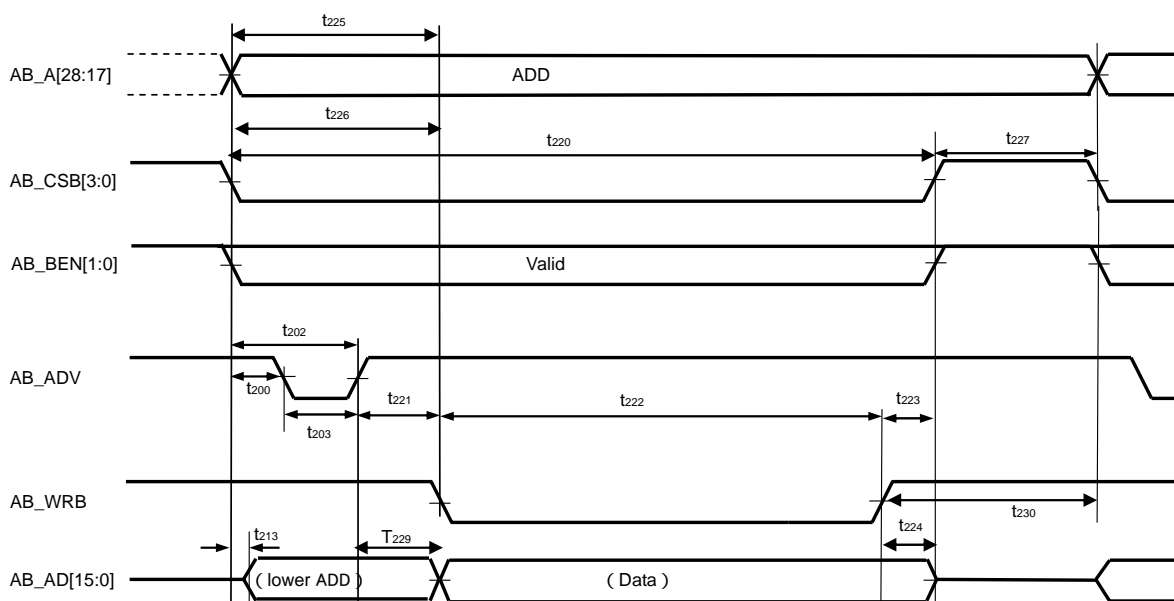 t225
AB_A[28:17] ADD
t226
t220 t227
AB_CSB[3:0]
AB_BEN[1:0] Valid
t202
AB_ADV
t200 t221 t222 t223
t203
AB_WRB
t230
t213 T229 t224
AB_AD[15:0] (lower ADD) (Data)